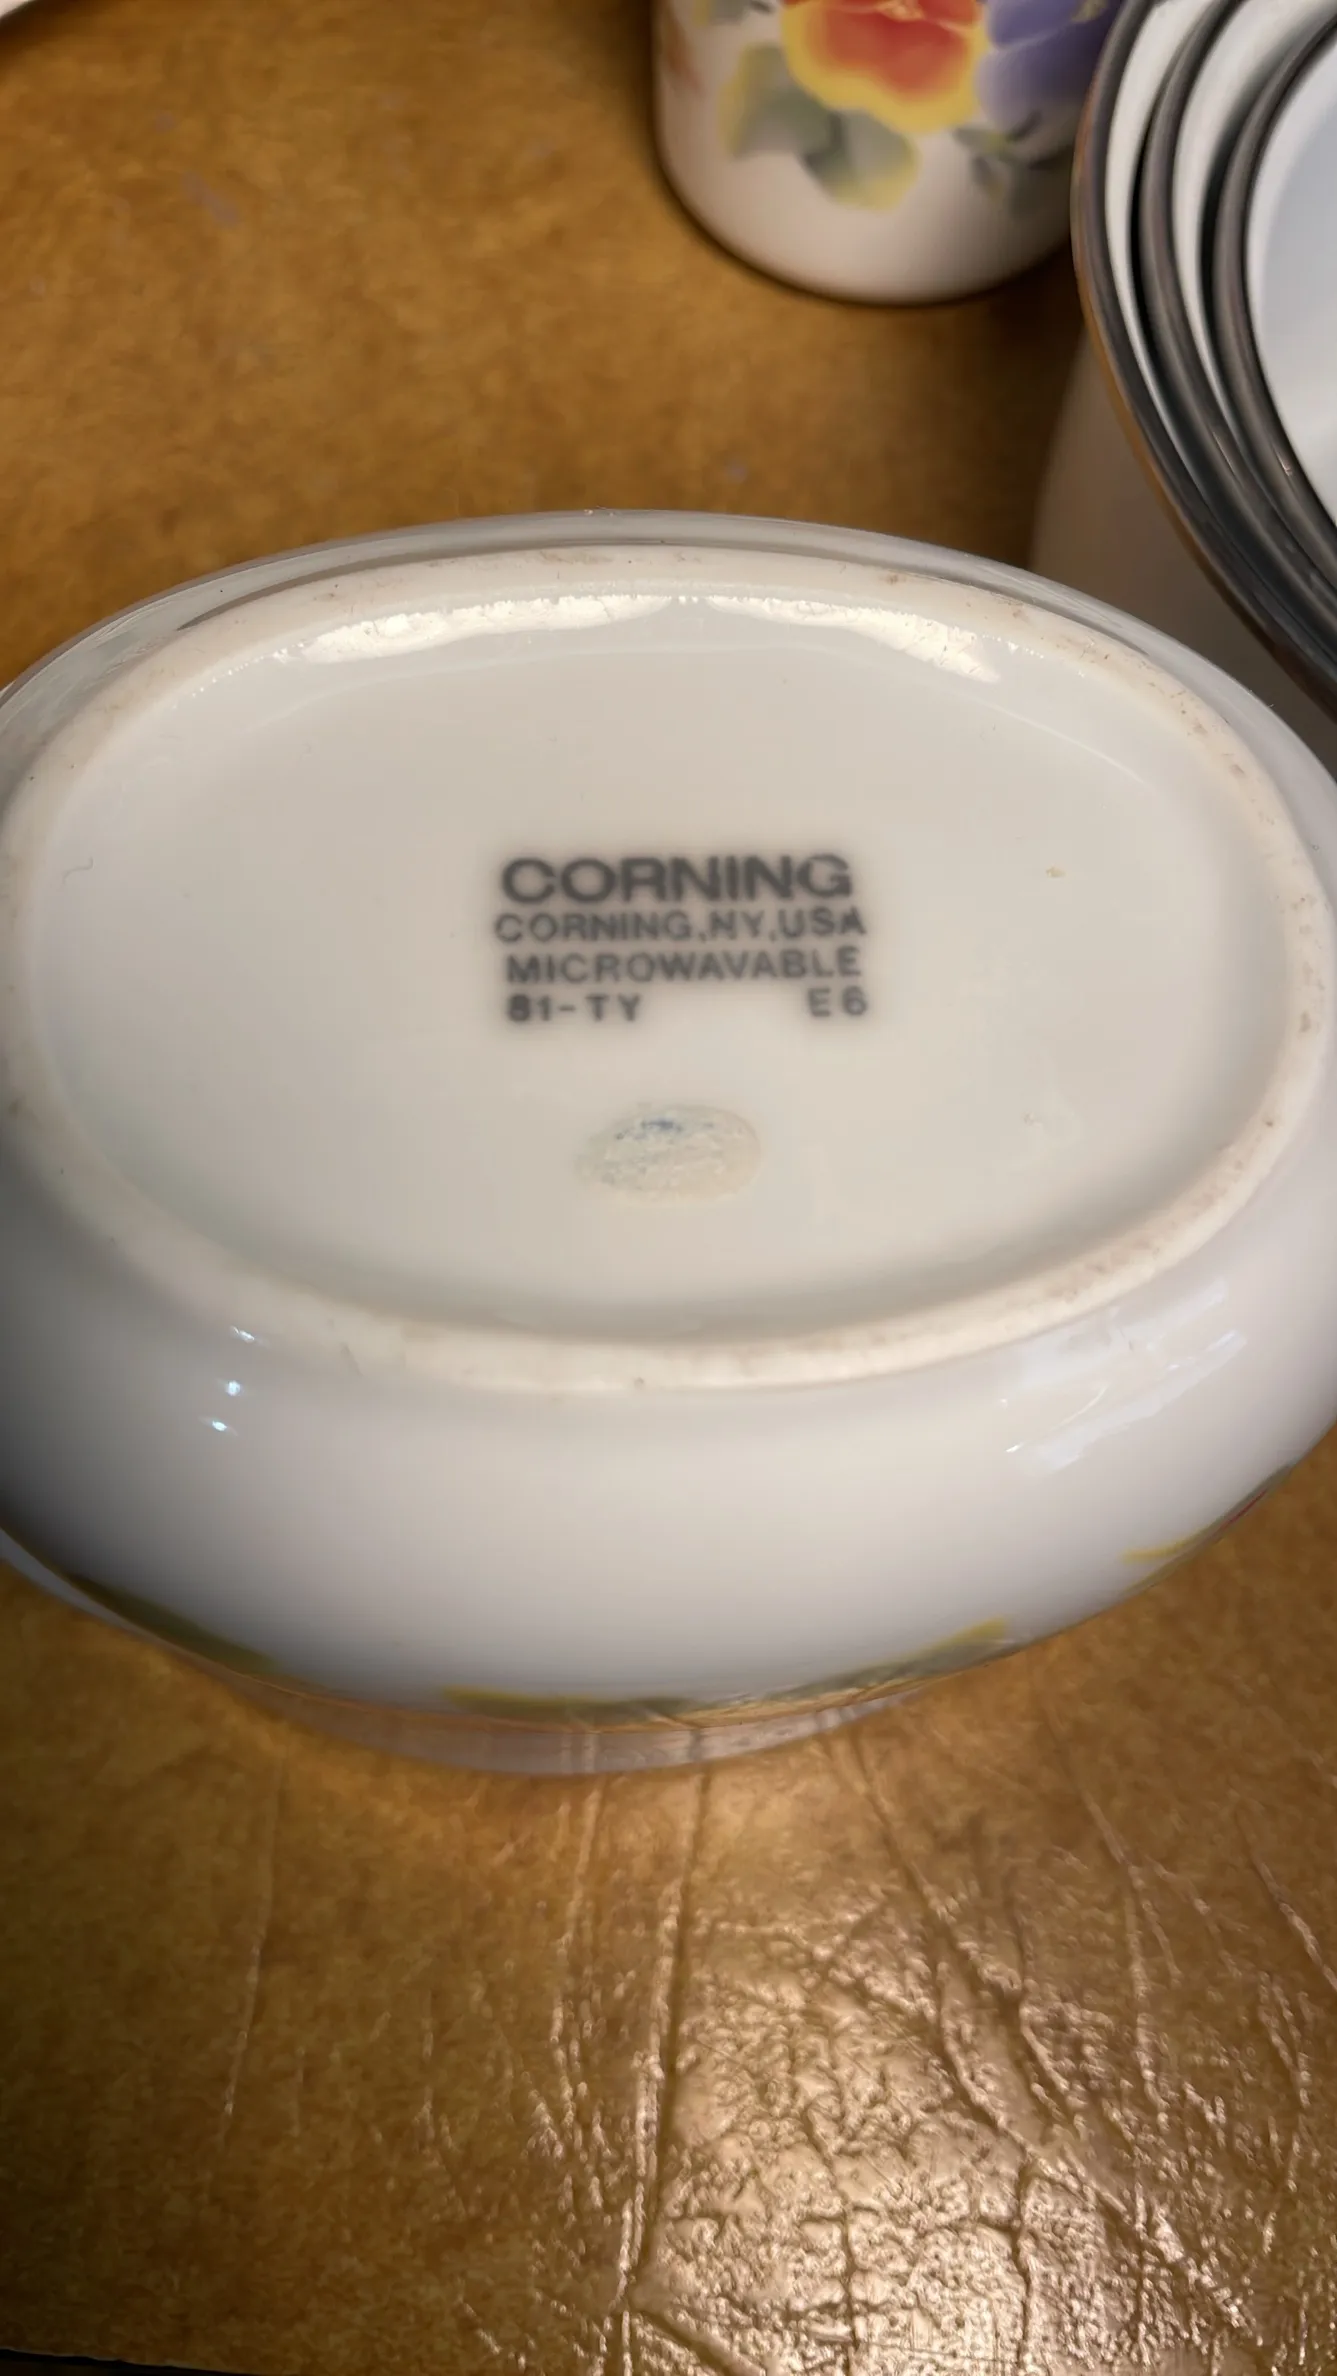 CORNING
CORNING, NY, USA
MICROWAVABLE
81-TY E6